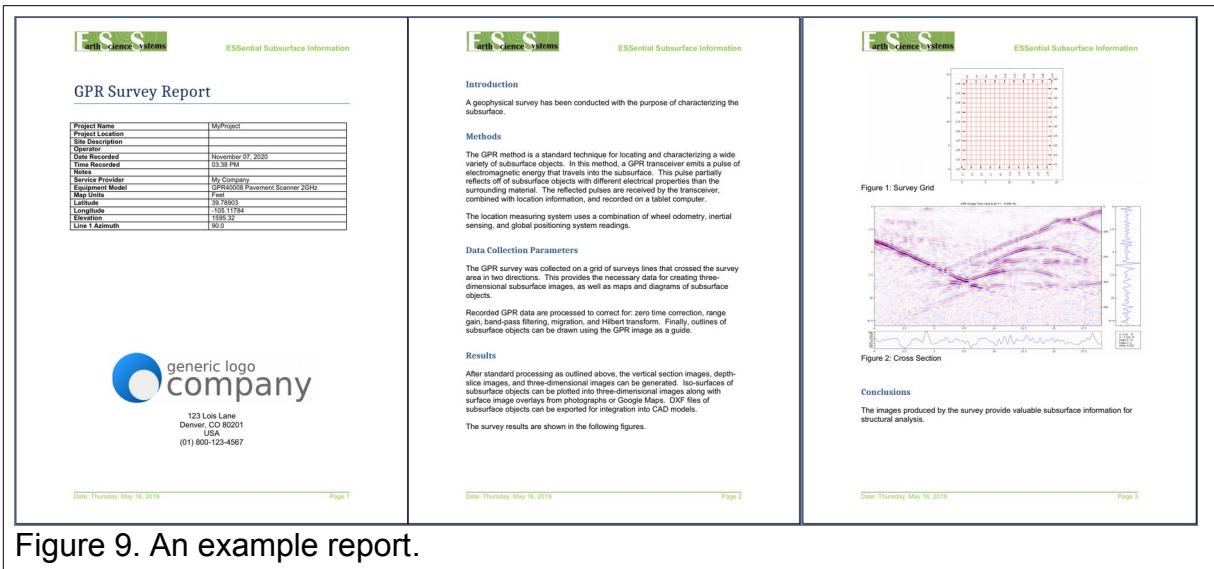 Earth Science Systems
ESSential Subsurface Information
GPR Survey Report
Project Name MyProject
Project Location
Site Description
Operator
Date Recorded November 07, 2020
Time Recorded 03:38 PM
Notes
Service Provider My Company
Equipment Model GPR40008 Pavement Scanner 2GHz
Map Units Feet
Latitude 39.78903
Longitude -105.11784
Elevation 1595.32
Line 1 Azimuth 90.0
generic logo
company
123 Lois Lane
Denver, CO 80201
USA
(01) 800-123-4567
Date: Thursday, May 16, 2019 Page 1
Earth Science Systems
ESSential Subsurface Information
Introduction
A geophysical survey has been conducted with the purpose of characterizing the
subsurface.
Methods
The GPR method is a standard technique for locating and characterizing a wide
variety of subsurface objects. In this method, a GPR transceiver emits a pulse of
electromagnetic energy that travels into the subsurface. This pulse partially
reflects off of subsurface objects with different electrical properties than the
surrounding material. The reflected pulses are received by the transceiver,
combined with location information, and recorded on a tablet computer.
The location measuring system uses a combination of wheel odometry, inertial
sensing, and global positioning system readings.
Data Collection Parameters
The GPR survey was collected on a grid of surveys lines that crossed the survey
area in two directions. This provides the necessary data for creating three-
dimensional subsurface images, as well as maps and diagrams of subsurface
objects.
Recorded GPR data are processed to correct for: zero time correction, range
gain, band-pass filtering, migration, and Hilbert transform. Finally, outlines of
subsurface objects can be drawn using the GPR image as a guide.
Results
After standard processing as outlined above, the vertical section images, depth-
slice images, and three-dimensional images can be generated. Iso-surfaces of
subsurface objects can be plotted into three-dimensional images along with
surface image overlays from photographs or Google Maps. DXF files of
subsurface objects can be exported for integration into CAD models.
The survey results are shown in the following figures.
Date: Thursday, May 16, 2019 Page 2
Earth Science Systems
ESSential Subsurface Information
Figure 1: Survey Grid
Figure 2: Cross Section
Conclusions
The images produced by the survey provide valuable subsurface information for
structural analysis.
Date: Thursday, May 16, 2019 Page 3
Figure 9. An example report.